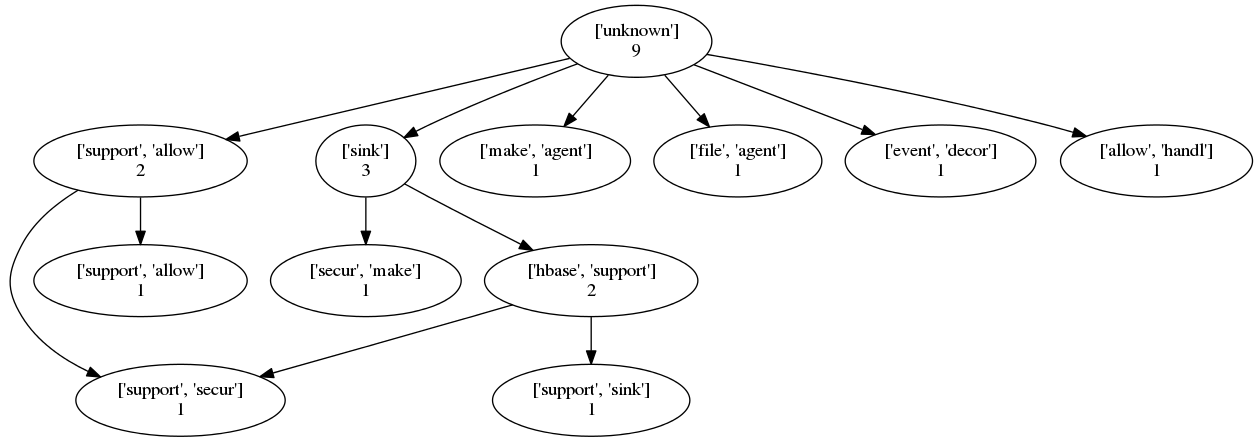 ['unknown']
9
['support', 'allow']
2
['sink']
3
['make', 'agent']
1
['file', 'agent']
1
['event', 'decor']
1
['allow', 'handl']
1
['support', 'allow']
1
['secur', 'make']
1
['hbase', 'support']
2
['support', 'secur']
1
['support', 'sink']
1